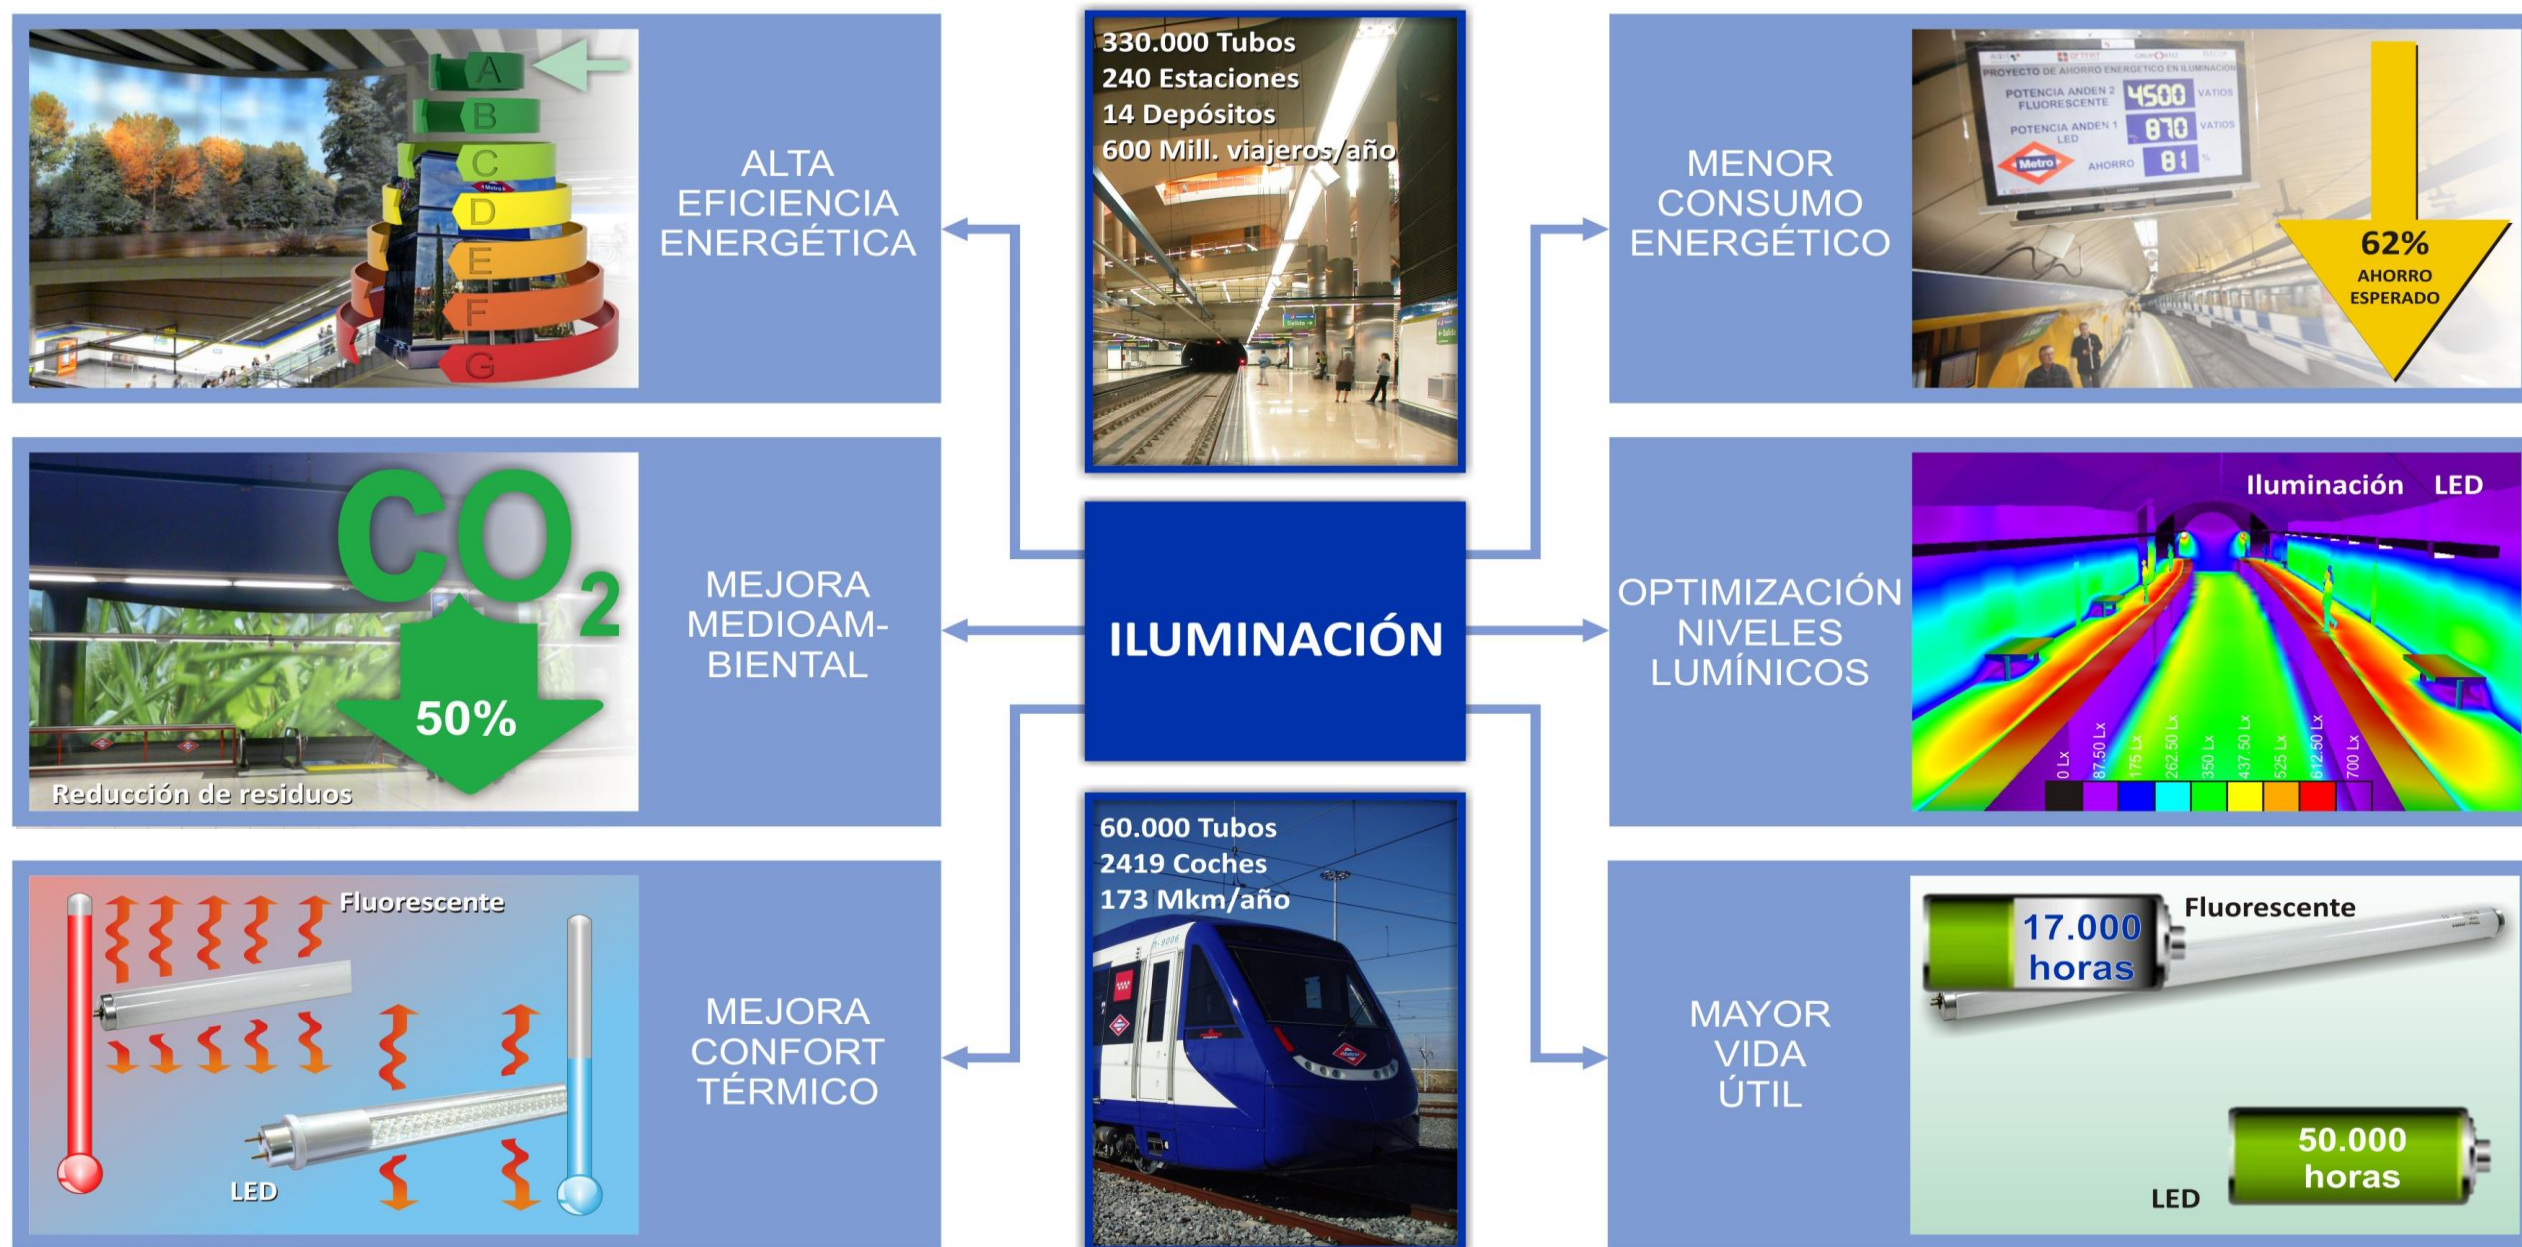 A
B
C
D
E
F
G
Metro
ALTA
EFICIENCIA
ENERGÉTICA
330.000 Tubos
240 Estaciones
14 Depósitos
600 Mill. viajeros/año
Salida
MENOR
CONSUMO
ENERGÉTICO
PROYECTO DE AHORRO ENERGETICO EN ILUMINACION
POTENCIA ANDEN 2
FLUORESCENTE
4500 VATIOS
POTENCIA ANDEN 1
LED
870 VATIOS
Metro
AHORRO 81 %
62%
AHORRO
ESPERADO
CO2
50%
Reducción de residuos
MEJORA
MEDIOAM-
BIENTAL
ILUMINACIÓN
OPTIMIZACIÓN
NIVELES
LUMÍNICOS
Iluminación LED
0 Lx
87.50 Lx
175 Lx
262.50 Lx
350 Lx
437.50 Lx
525 Lx
612.50 Lx
700 Lx
Fluorescente
LED
MEJORA
CONFORT
TÉRMICO
60.000 Tubos
2419 Coches
173 Mkm/año
MAYOR
VIDA
ÚTIL
17.000
horas
Fluorescente
50.000
horas
LED